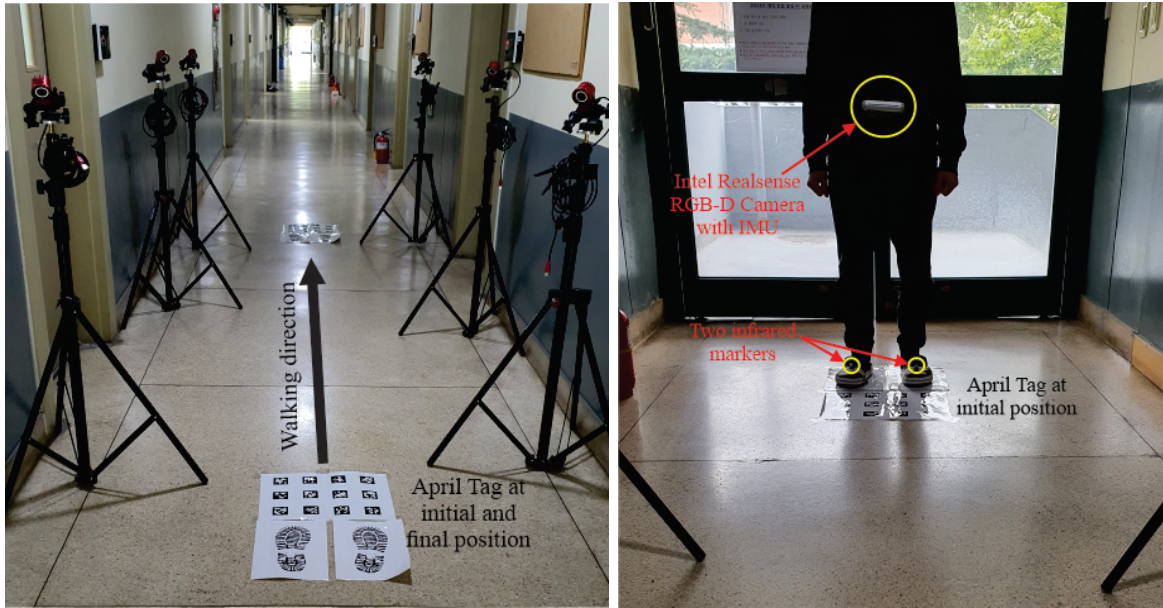 Walking direction
April Tag at
initial and
final position
Intel Realsense
RGB-D Camera
with IMU
Two infrared
markers
April Tag at
initial position